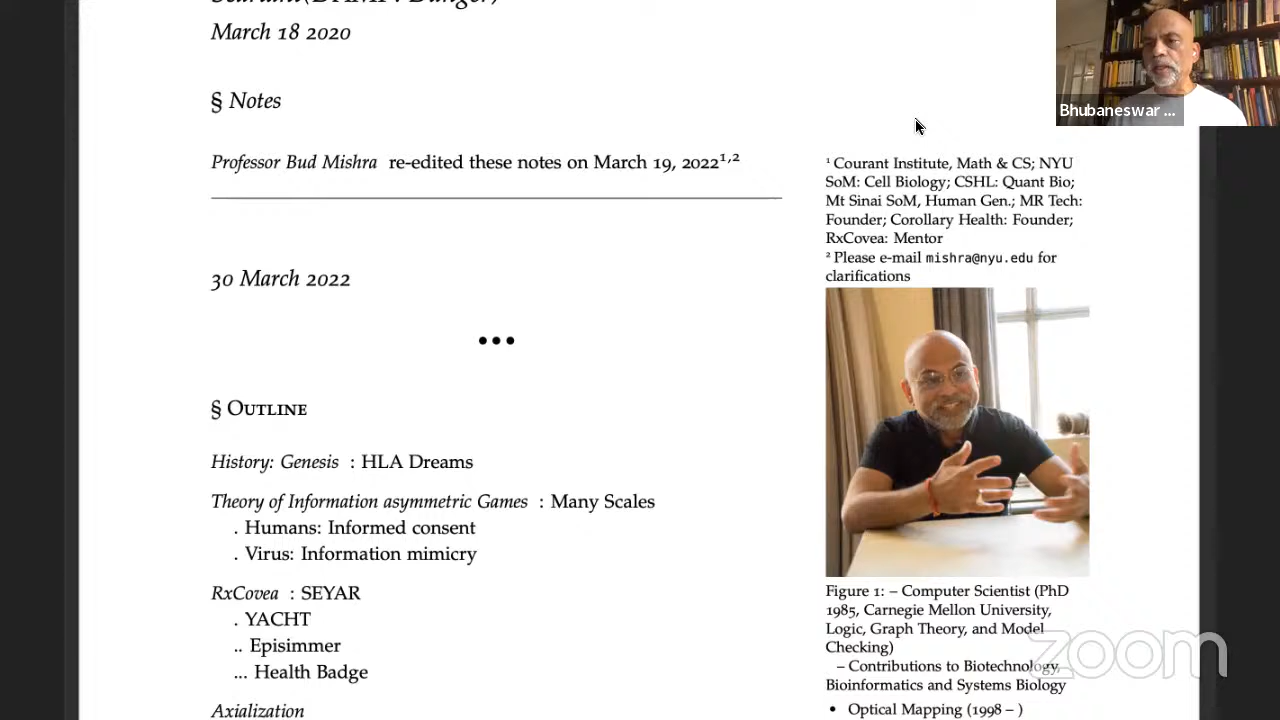 March 18 2020
§ Notes
Professor Bud Mishra re-edited these notes on March 19, 2022¹,²
30 March 2022
•••
§ OUTLINE
History: Genesis : HLA Dreams
Theory of Information asymmetric Games : Many Scales
. Humans: Informed consent
. Virus: Information mimicry
RxCovea : SEYAR
. YACHT
.. Episimmer
... Health Badge
Axialization
Bhubaneswar ...
¹ Courant Institute, Math & CS; NYU
SoM: Cell Biology; CSHL: Quant Bio;
Mt Sinai SoM, Human Gen.; MR Tech:
Founder; Corollary Health: Founder;
RxCovea: Mentor
² Please e-mail mishra@nyu.edu for
clarifications
Figure 1: – Computer Scientist (PhD
1985, Carnegie Mellon University,
Logic, Graph Theory, and Model
Checking)
– Contributions to Biotechnology,
Bioinformatics and Systems Biology
• Optical Mapping (1998 – )
zoom